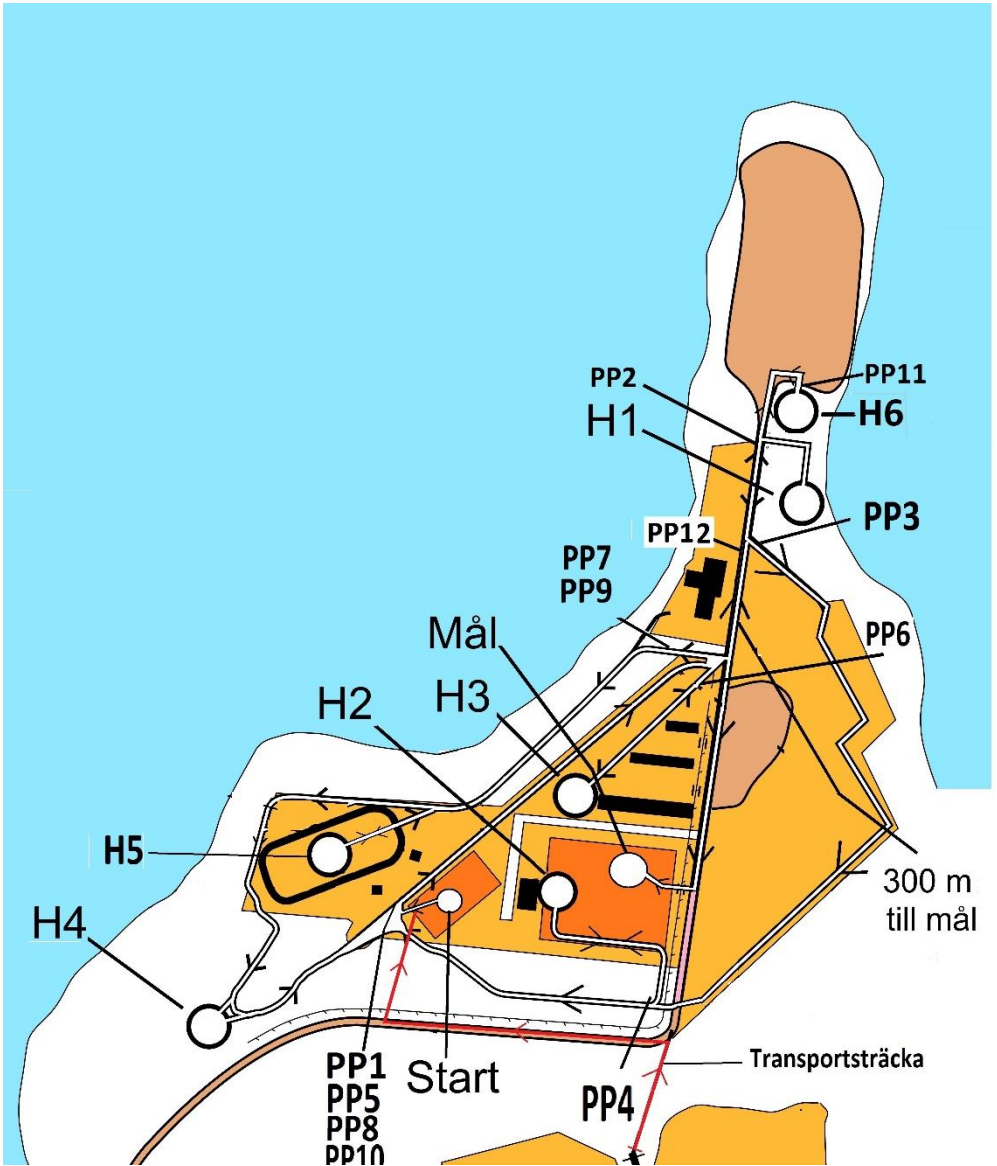 PP2
PP11
H1
H6
PP3
PP12
PP7
PP9
Mål
PP6
H3
H2
H5
300 m
till mål
H4
Transportsträcka
PP1
PP5
PP8
PP10
Start
PP4